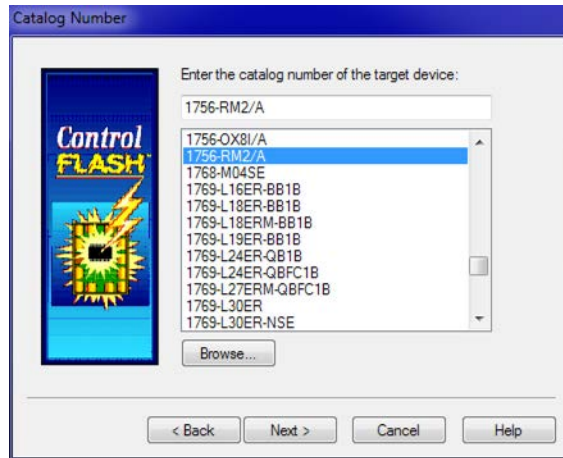 Catalog Number
Control
FLASH
Enter the catalog number of the target device:
1756-RM2/A
1756-OX8I/A
1756-RM2/A
1768-M04SE
1769-L16ER-BB1B
1769-L18ER-BB1B
1769-L18ERM-BB1B
1769-L19ER-BB1B
1769-L24ER-QB1B
1769-L24ER-QBFC1B
1769-L27ERM-QBFC1B
1769-L30ER
1769-L30ER-NSE
Browse...
< Back
Next >
Cancel
Help